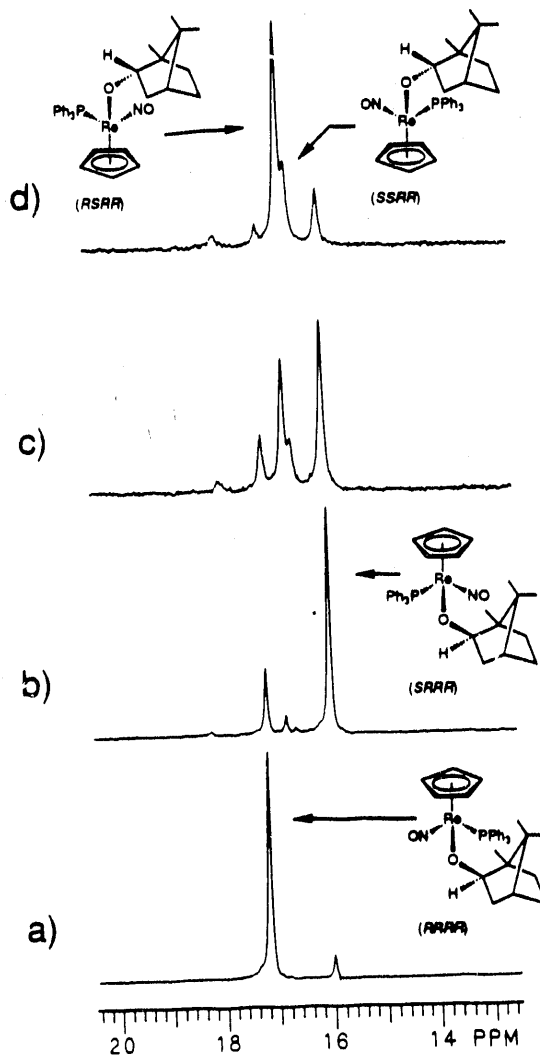 H
O
Ph₃P
Re
NO
(RSRR)
H
O
ON
Re
PPh₃
(SSRR)
d)
c)
Re
Ph₃P
NO
O
H
(SRRR)
b)
Re
ON
PPh₃
O
H
(RRRR)
a)
20 18 16 14 PPM